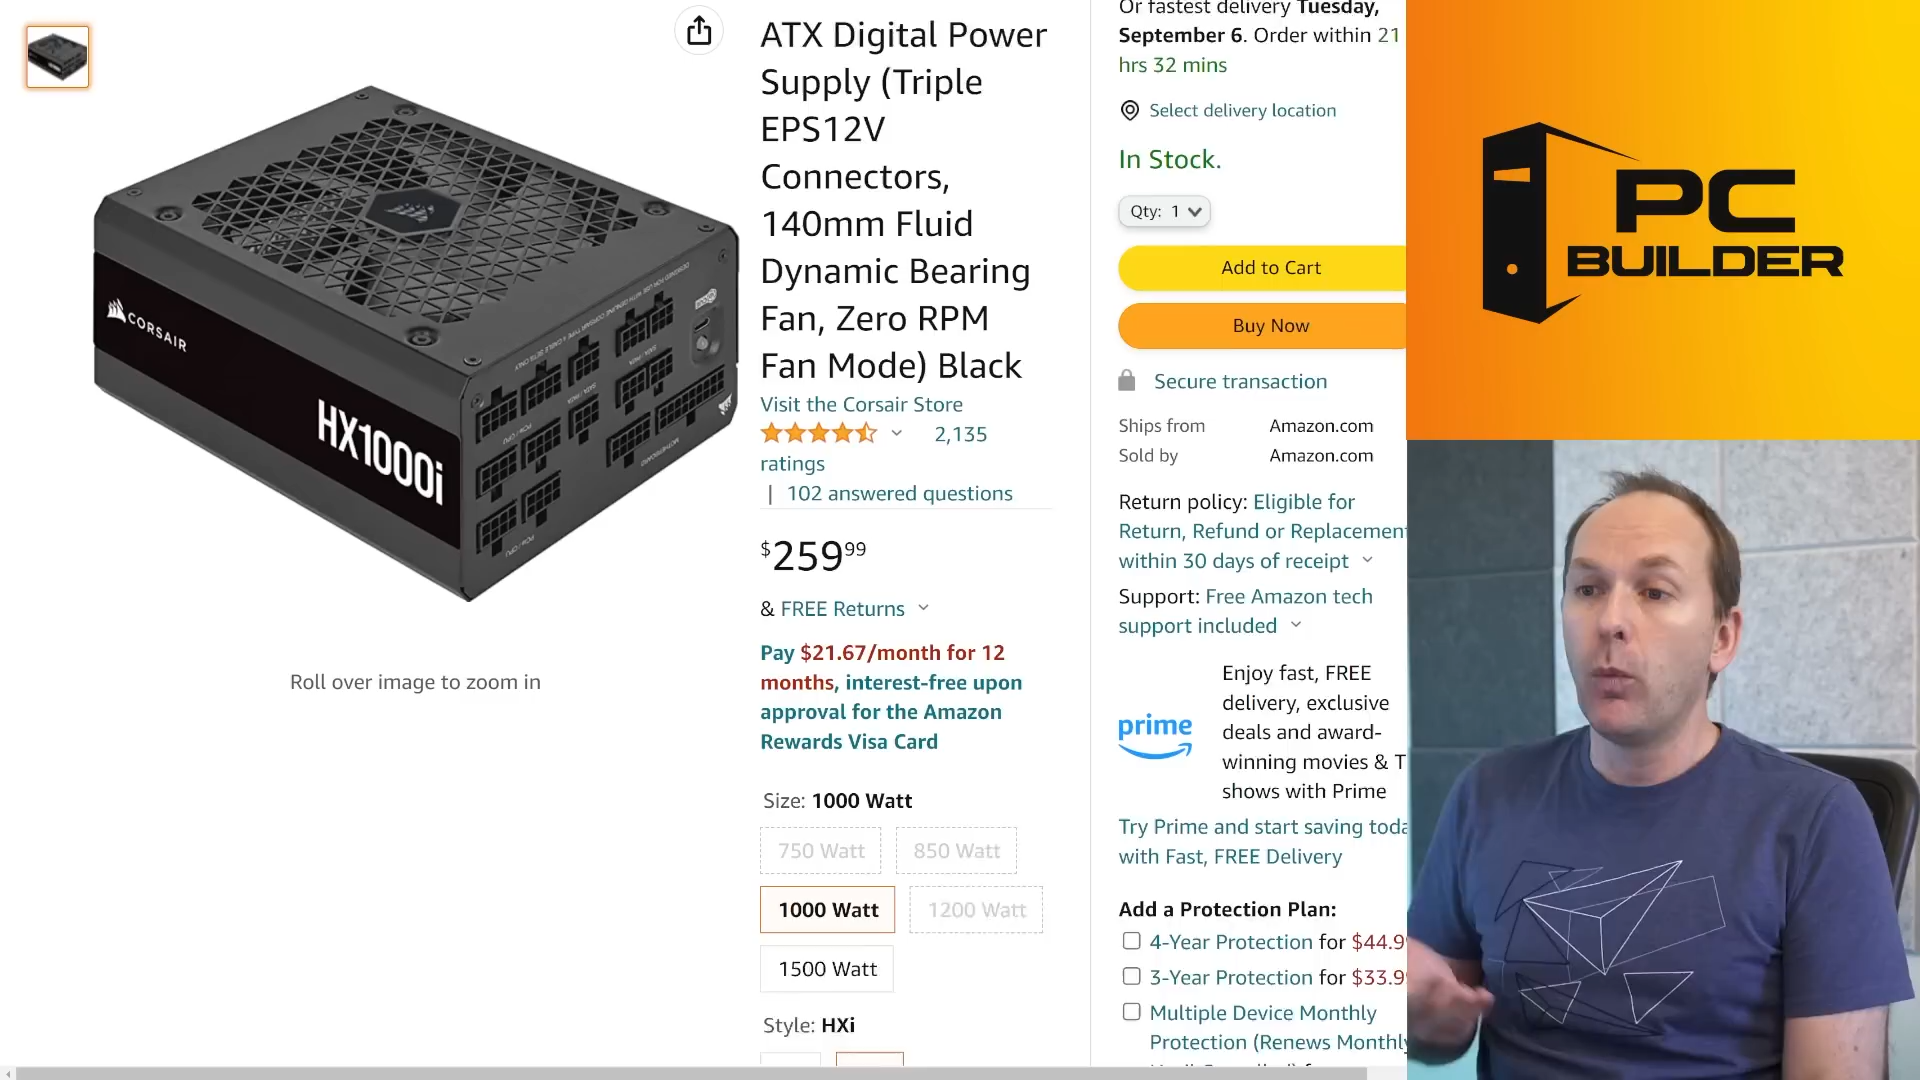 ATX Digital Power
Supply (Triple
EPS12V
Connectors,
140mm Fluid
Dynamic Bearing
Fan, Zero RPM
Fan Mode) Black
Visit the Corsair Store
2,135
ratings
| 102 answered questions
$259.99
& FREE Returns
Pay $21.67/month for 12
months, interest-free upon
approval for the Amazon
Rewards Visa Card
Size: 1000 Watt
750 Watt 850 Watt
1000 Watt 1200 Watt
1500 Watt
Style: HXi
CORSAIR
HX1000i
Roll over image to zoom in
Or fastest delivery Tuesday,
September 6. Order within 21
hrs 32 mins
Select delivery location
In Stock.
Qty: 1
Add to Cart
Buy Now
Secure transaction
Ships from Amazon.com
Sold by Amazon.com
Return policy: Eligible for
Return, Refund or Replacement
within 30 days of receipt
Support: Free Amazon tech
support included
prime
Enjoy fast, FREE
delivery, exclusive
deals and award-
winning movies & T
shows with Prime
Try Prime and start saving toda
with Fast, FREE Delivery
Add a Protection Plan:
4-Year Protection for $44.9
3-Year Protection for $33.9
Multiple Device Monthly
Protection (Renews Monthly
PC
BUILDER